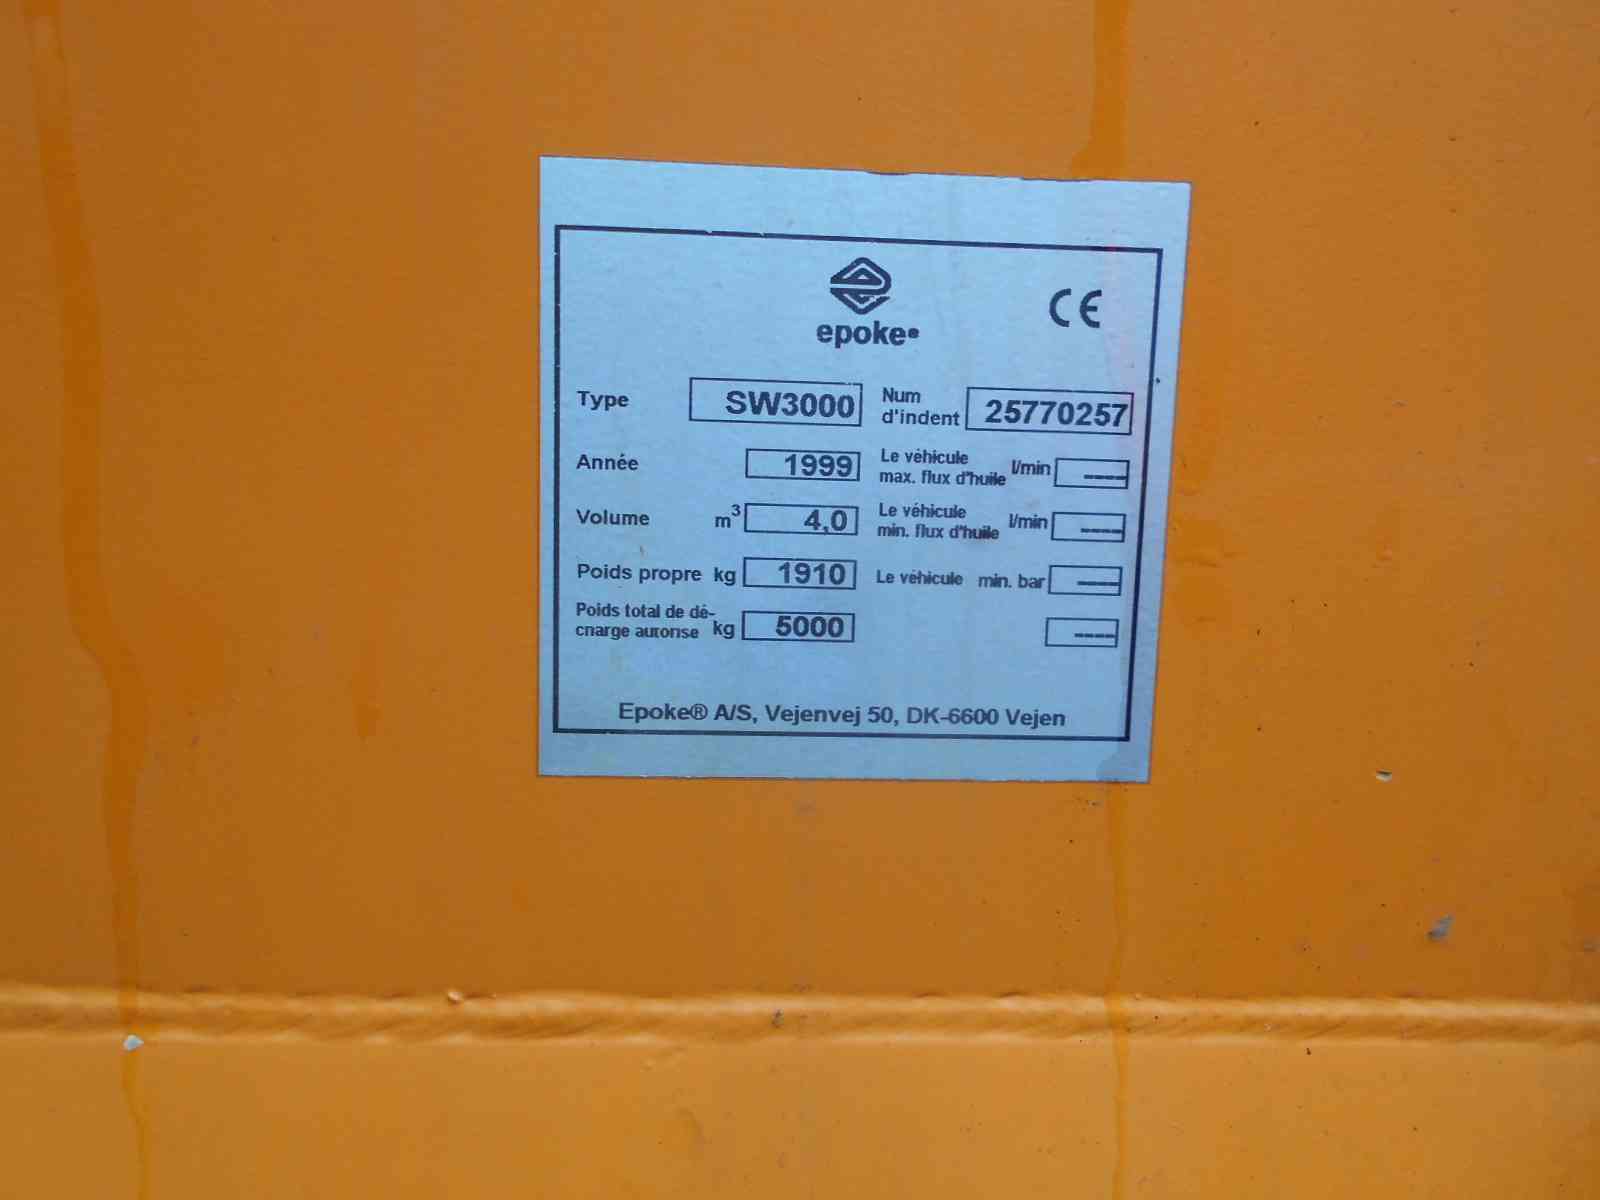 epoke®
CE
Type SW3000
Num d'indent 25770257
Année 1999
Le véhicule max. flux d'huile l/min ----
Volume m³ 4,0
Le véhicule min. flux d'huile l/min ----
Poids propre kg 1910
Le véhicule min. bar ----
Poids total de dé-
cnarge auronse kg 5000
----
Epoke® A/S, Vejenvej 50, DK-6600 Vejen